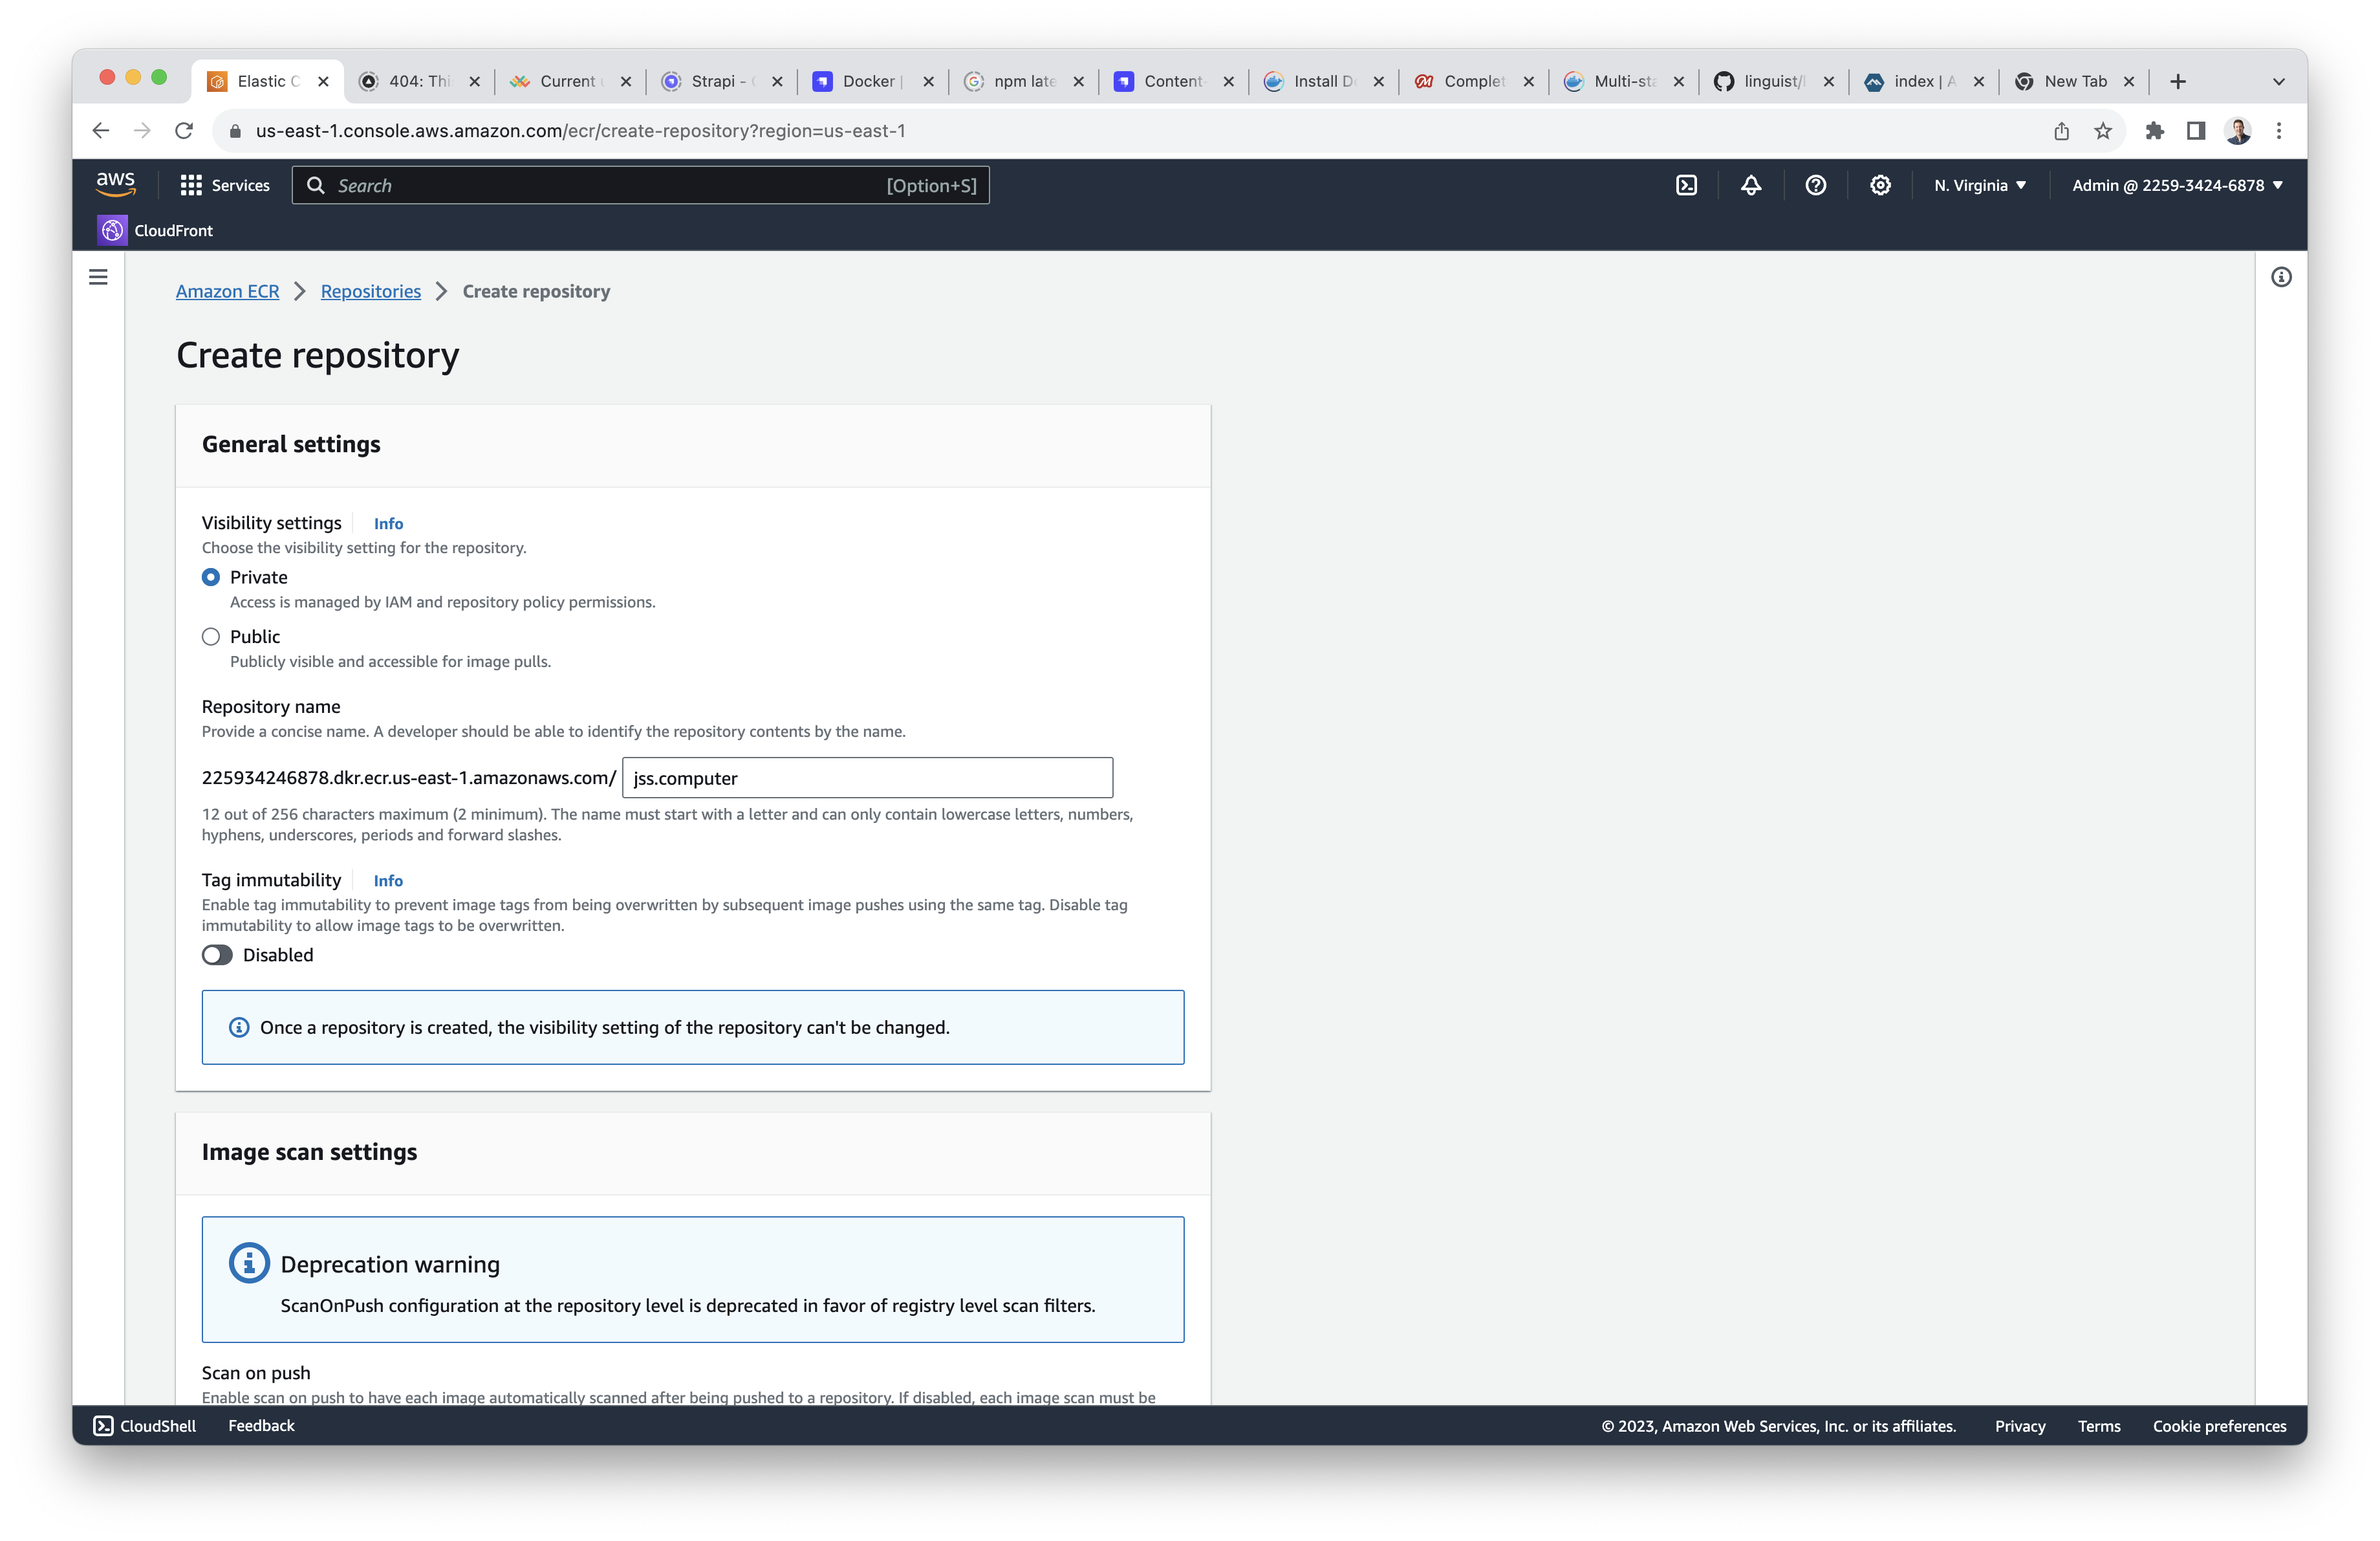 Elastic C
404: Thi
Current
Strapi -
Docker |
npm late
Content-
Install D
Complet
Multi-sta
linguist/
index | A
New Tab
us-east-1.console.aws.amazon.com/ecr/create-repository?region=us-east-1
aws
Services
Search
[Option+S]
N. Virginia
Admin @ 2259-3424-6878
CloudFront
Amazon ECR
Repositories
Create repository
Create repository
General settings
Visibility settings
Info
Choose the visibility setting for the repository.
Private
Access is managed by IAM and repository policy permissions.
Public
Publicly visible and accessible for image pulls.
Repository name
Provide a concise name. A developer should be able to identify the repository contents by the name.
225934246878.dkr.ecr.us-east-1.amazonaws.com/ jss.computer
12 out of 256 characters maximum (2 minimum). The name must start with a letter and can only contain lowercase letters, numbers,
hyphens, underscores, periods and forward slashes.
Tag immutability
Info
Enable tag immutability to prevent image tags from being overwritten by subsequent image pushes using the same tag. Disable tag
immutability to allow image tags to be overwritten.
Disabled
Once a repository is created, the visibility setting of the repository can't be changed.
Image scan settings
Deprecation warning
ScanOnPush configuration at the repository level is deprecated in favor of registry level scan filters.
Scan on push
Enable scan on push to have each image automatically scanned after being pushed to a repository. If disabled, each image scan must be
CloudShell
Feedback
© 2023, Amazon Web Services, Inc. or its affiliates.
Privacy
Terms
Cookie preferences